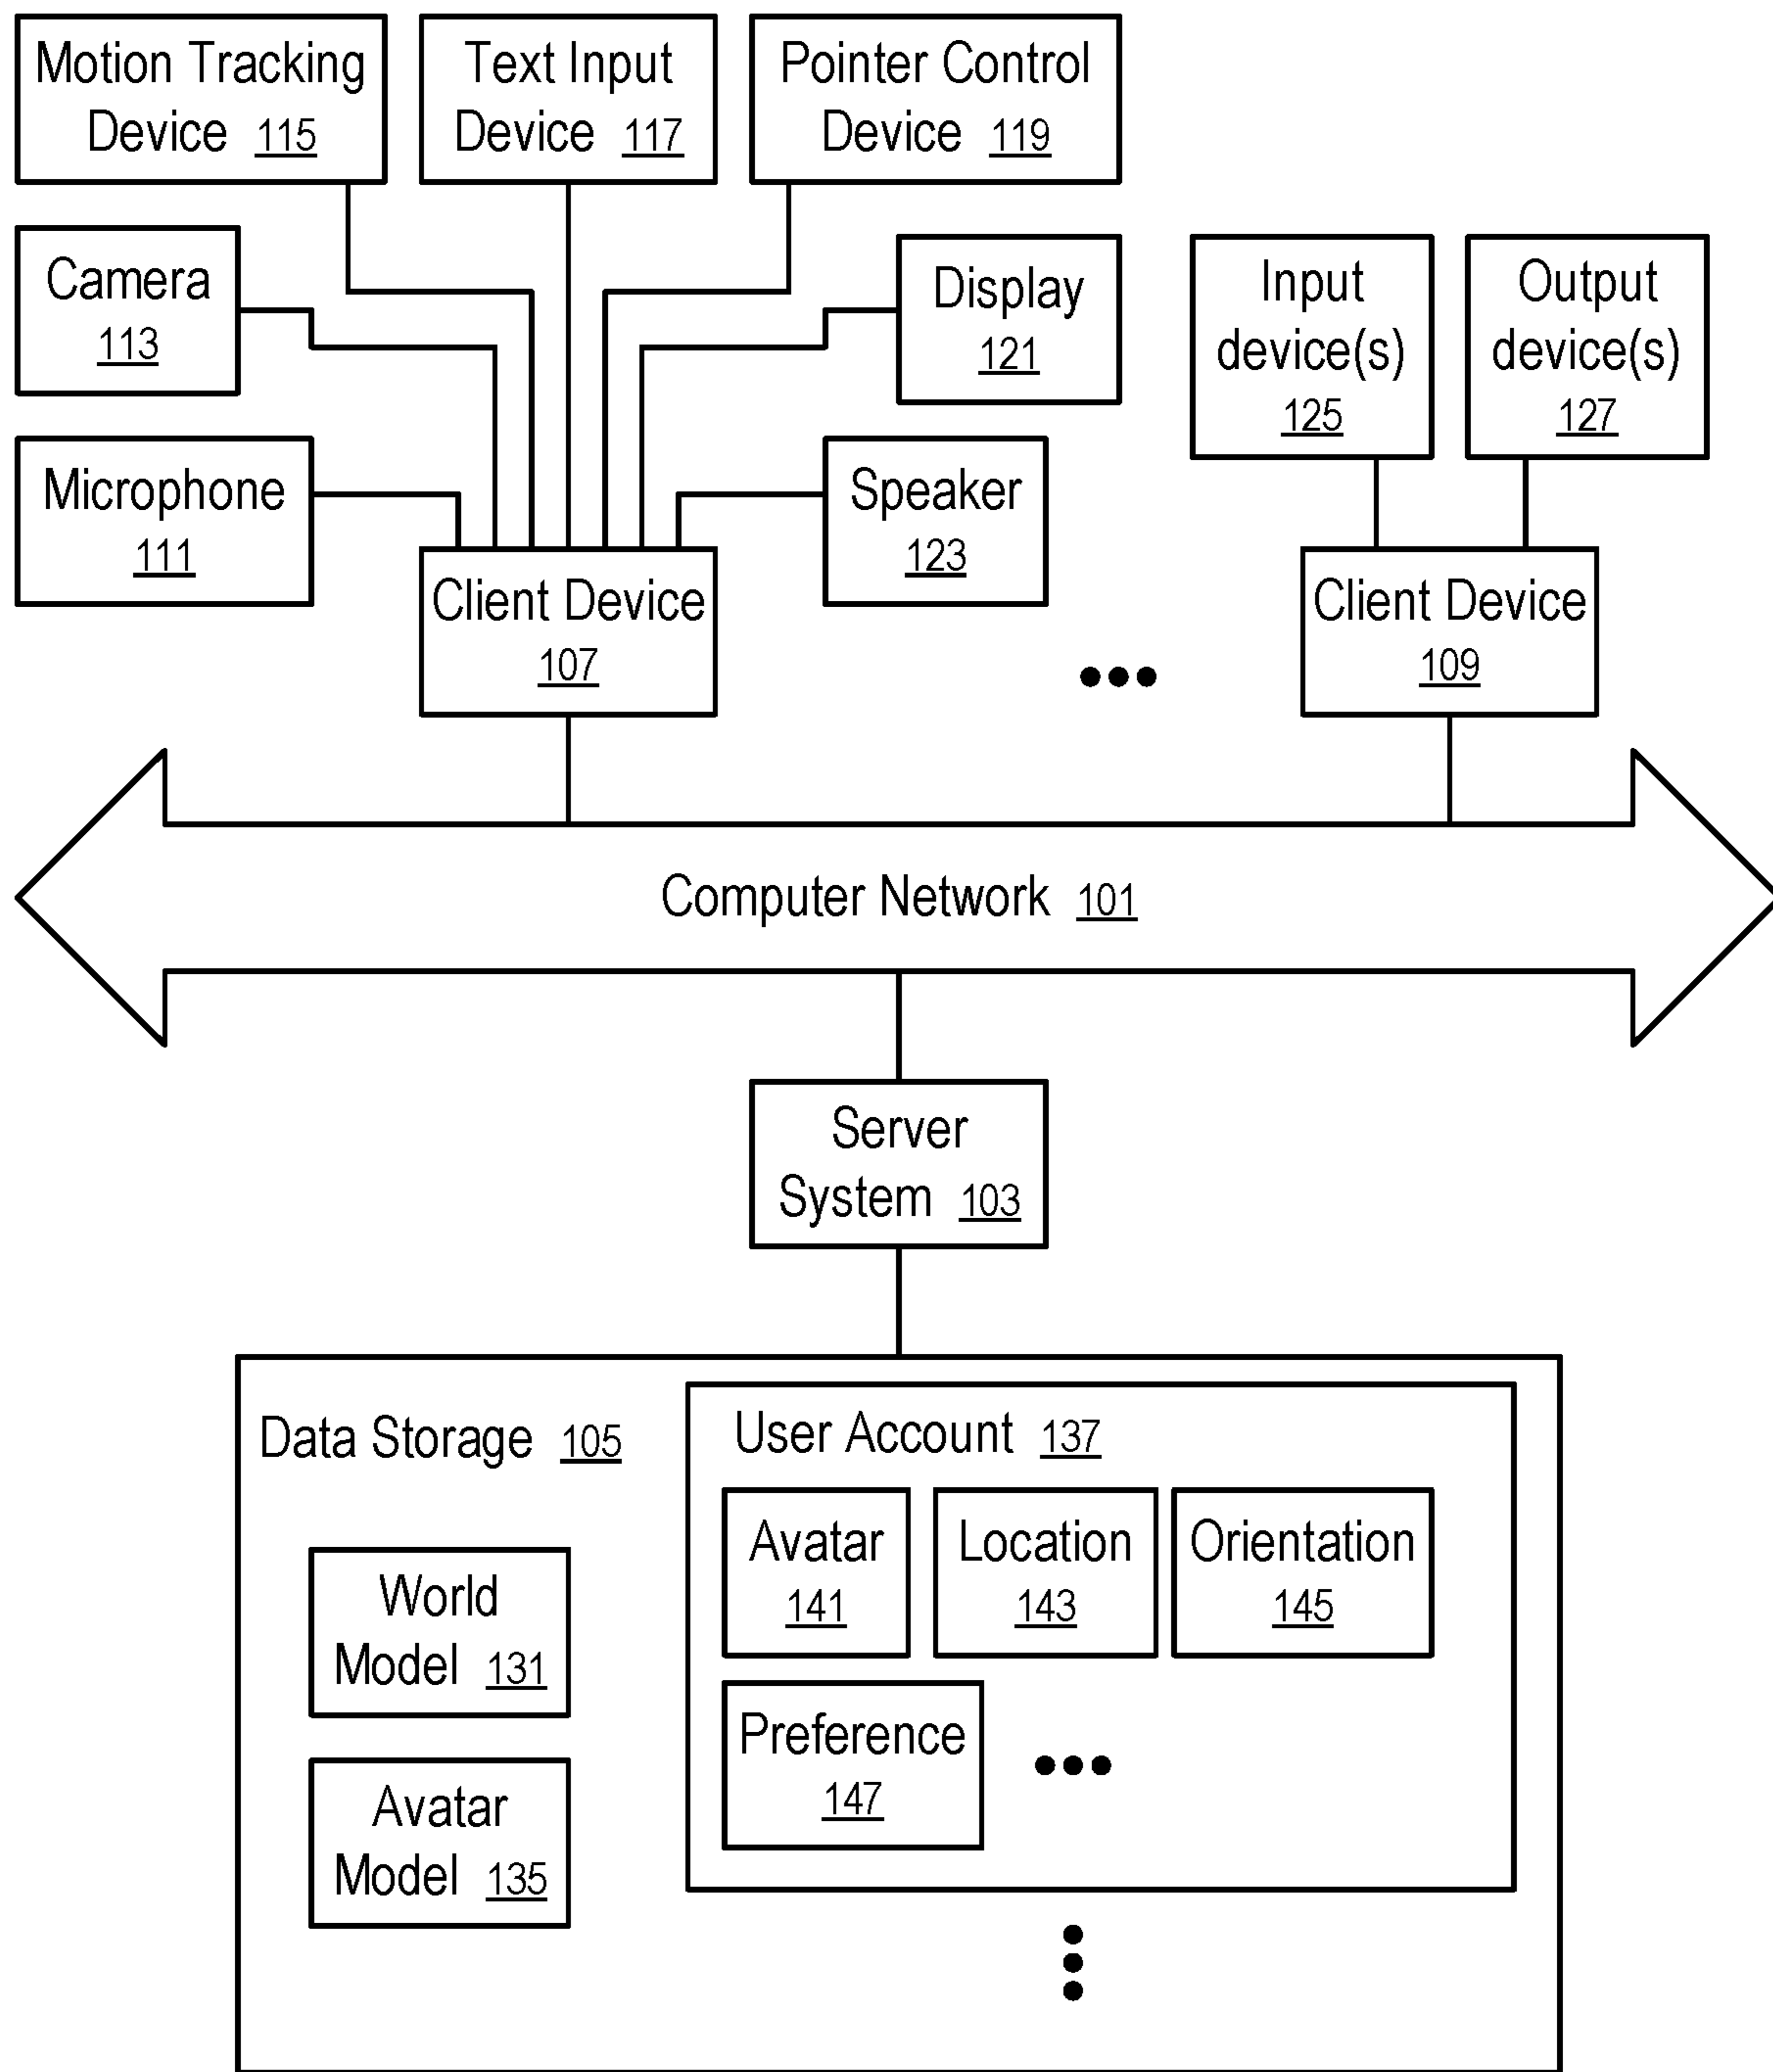 Motion Tracking
Device 115
Text Input
Device 117
Pointer Control
Device 119
Camera
113
Display
121
Input
device(s)
125
Output
device(s)
127
Microphone
111
Speaker
123
Client Device
107
Client Device
109
Computer Network 101
Server
System 103
Data Storage 105
User Account 137
Avatar
141
Location
143
Orientation
145
World
Model 131
Preference
147
Avatar
Model 135